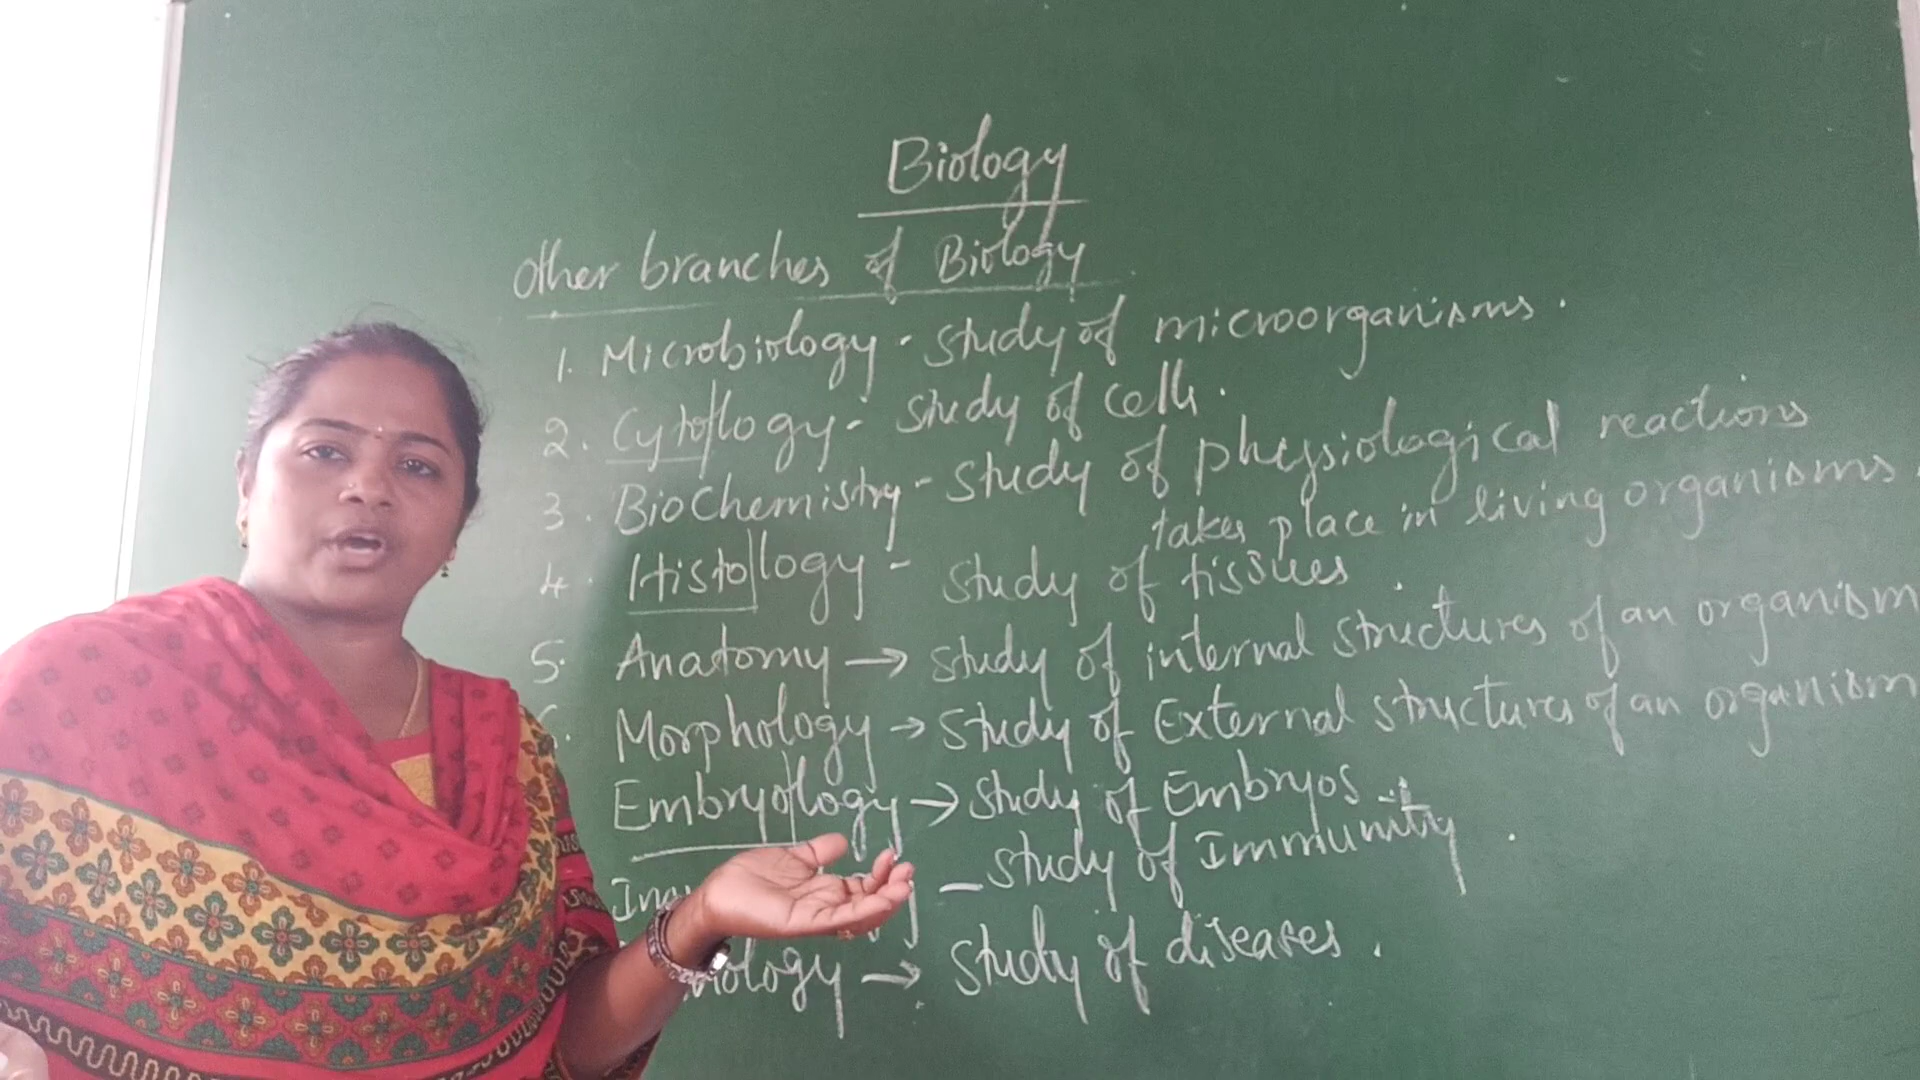 Biology
Other branches of Biology
1. Microbiology - Study of microorganisms.
2. Cytology - Study of cells.
3. BioChemistry - Study of physiological reactions
takes place in living organisms.
4. Histology - Study of tissues.
5. Anatomy → Study of internal structures of an organism
Morphology → Study of External structures of an organism
Embryology → Study of Embryos
- Study of Immunity.
→ Study of diseases.